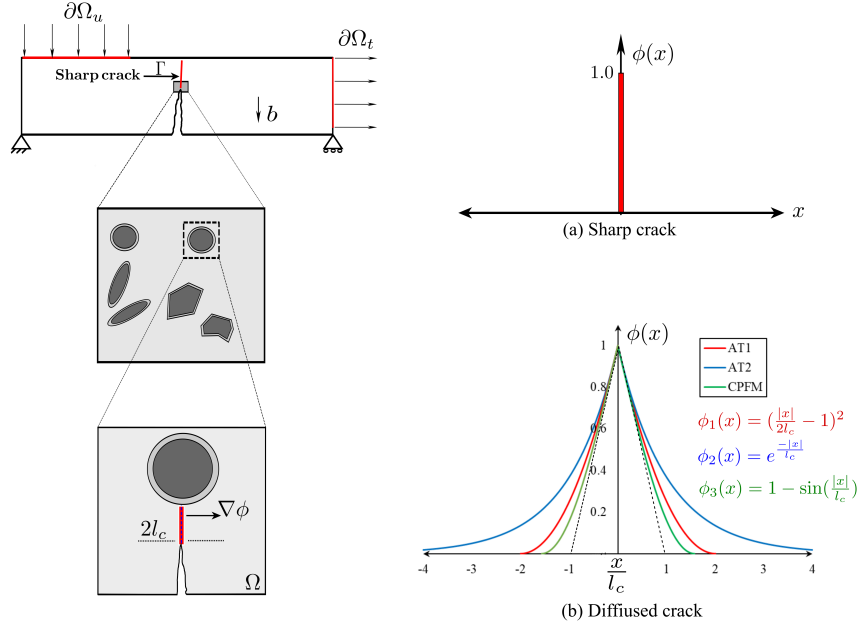 ∂Ω_u
∂Ω_t
Sharp crack
Γ
b
∇ϕ
2l_c
Ω
ϕ(x)
1.0
x
(a) Sharp crack
ϕ(x)
1
0.8
0.6
0.4
0.2
-4 -3 -2 -1 1 2 3 4
x/l_c
AT1
AT2
CPFM
ϕ_1(x) = (|x|/2l_c − 1)^2
ϕ_2(x) = e^{−|x|/l_c}
ϕ_3(x) = 1 − sin(|x|/l_c)
(b) Diffiused crack